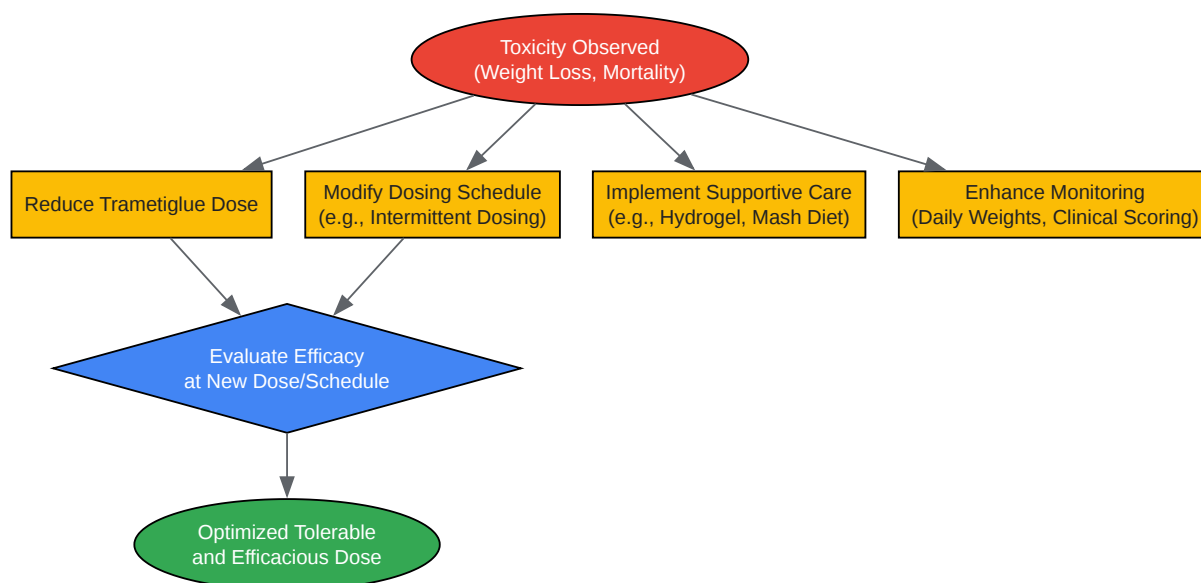 Toxicity Observed
(Weight Loss, Mortality)
Reduce Trametiglue Dose
Modify Dosing Schedule
(e.g., Intermittent Dosing)
Implement Supportive Care
(e.g., Hydrogel, Mash Diet)
Enhance Monitoring
(Daily Weights, Clinical Scoring)
Evaluate Efficacy
at New Dose/Schedule
Optimized Tolerable
and Efficacious Dose